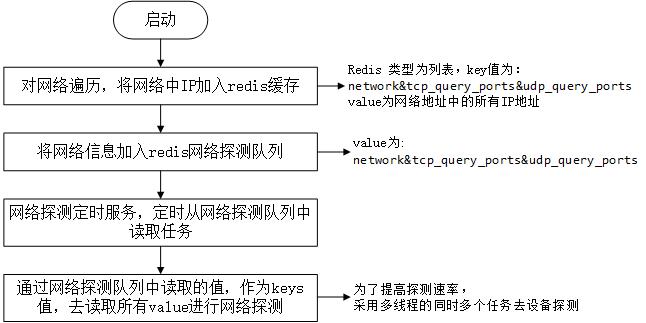 启动
对网络遍历，将网络中IP加入redis缓存
Redis 类型为列表，key值为：
network&tcp_query_ports&udp_query_ports
value为网络地址中的所有IP地址
将网络信息加入redis网络探测队列
value为:
network&tcp_query_ports&udp_query_ports
网络探测定时服务，定时从网络探测队列中
读取任务
通过网络探测队列中读取的值，作为keys
值，去读取所有value进行网络探测
为了提高探测速率，
采用多线程的同时多个任务去设备探测